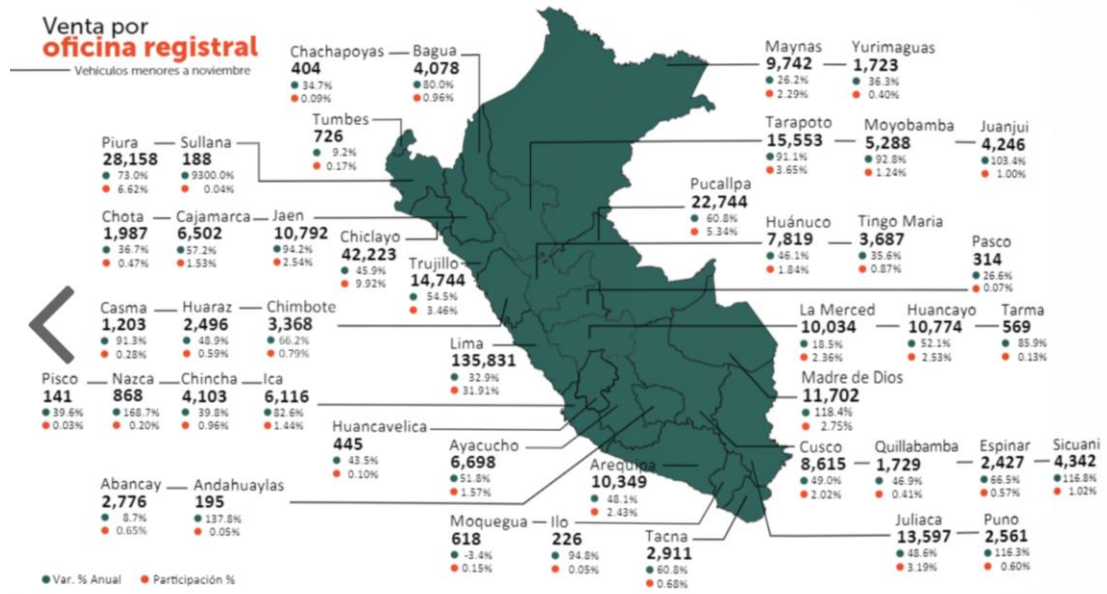 Venta por
oficina registral
Vehículos menores a noviembre
Chachapoyas
404
34.7%
0.09%
Bagua
4,078
80.0%
0.96%
Tumbes
726
9.2%
0.17%
Piura
28,158
73.0%
6.62%
Sullana
188
9300.0%
0.04%
Chota
1,987
36.7%
0.47%
Cajamarca
6,502
57.2%
1.53%
Jaen
10,792
94.2%
2.54%
Chiclayo
42,223
45.9%
9.92%
Trujillo
14,744
54.5%
3.46%
Casma
1,203
91.3%
0.28%
Huaraz
2,496
48.9%
0.59%
Chimbote
3,368
66.2%
0.79%
Lima
135,831
32.9%
31.91%
Pisco
141
39.6%
0.03%
Nazca
868
168.7%
0.20%
Chincha
4,103
39.8%
0.96%
Ica
6,116
82.6%
1.44%
Huancavelica
445
43.5%
0.10%
Ayacucho
6,698
51.8%
1.57%
Arequipa
10,349
48.1%
2.43%
Abancay
2,776
8.7%
0.65%
Andahuaylas
195
137.8%
0.05%
Moquegua
618
-3.4%
0.15%
Ilo
226
94.8%
0.05%
Tacna
2,911
60.8%
0.68%
Maynas
9,742
26.2%
2.29%
Yurimaguas
1,723
36.3%
0.40%
Tarapoto
15,553
91.1%
3.65%
Moyobamba
5,288
92.8%
1.24%
Juanjui
4,246
103.4%
1.00%
Pucallpa
22,744
60.8%
5.34%
Huánuco
7,819
46.1%
1.84%
Tingo Maria
3,687
35.6%
0.87%
Pasco
314
26.6%
0.07%
La Merced
10,034
18.5%
2.36%
Huancayo
10,774
52.1%
2.53%
Tarma
569
85.9%
0.13%
Madre de Dios
11,702
118.4%
2.75%
Cusco
8,615
49.0%
2.02%
Quillabamba
1,729
46.9%
0.41%
Espinar
2,427
66.5%
0.57%
Sicuani
4,342
116.8%
1.02%
Juliaca
13,597
48.6%
3.19%
Puno
2,561
116.3%
0.60%
Var. % Anual
Participación %